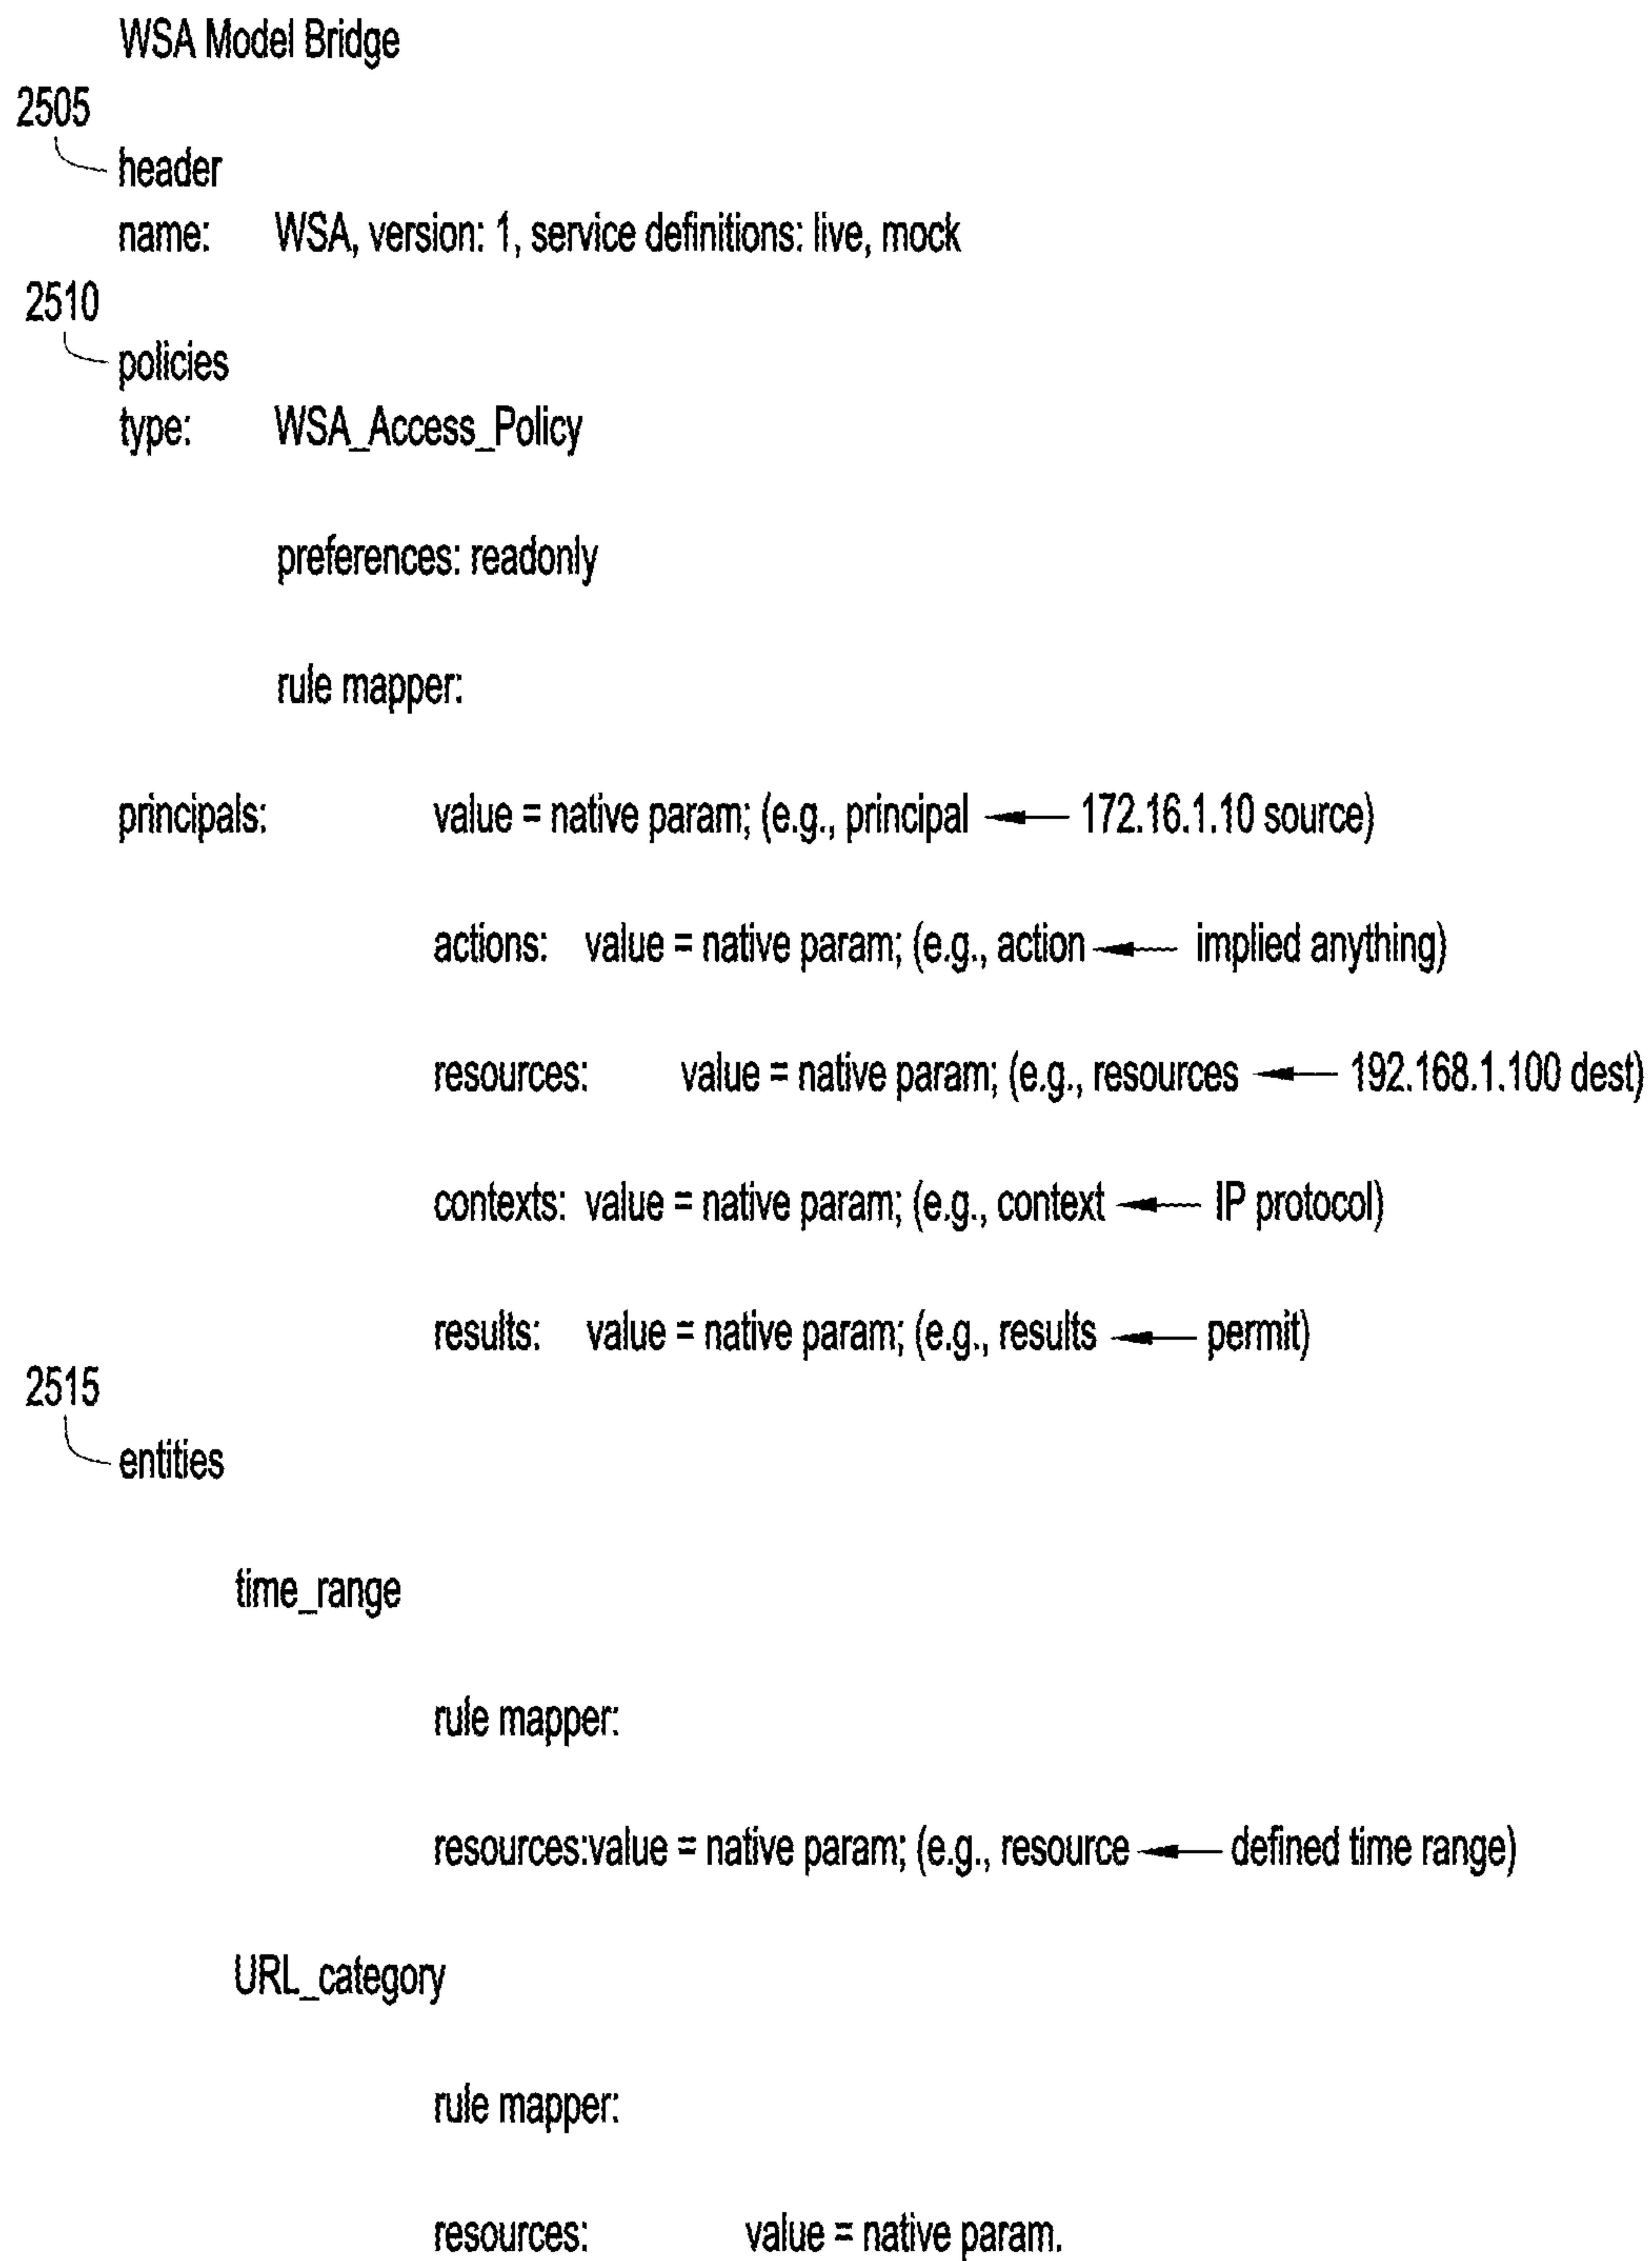 WSA Model Bridge
2505
header
name: WSA, version: 1, service definitions: live, mock
2510
policies
type: WSA_Access_Policy
preferences: readonly
rule mapper:
principals: value = native param; (e.g., principal ← 172.16.1.10 source)
actions: value = native param; (e.g., action ← implied anything)
resources: value = native param; (e.g., resources ← 192.168.1.100 dest)
contexts: value = native param; (e.g., context ← IP protocol)
results: value = native param; (e.g., results ← permit)
2515
entities
time_range
rule mapper:
resources:value = native param; (e.g., resource ← defined time range)
URL_category
rule mapper:
resources: value = native param.